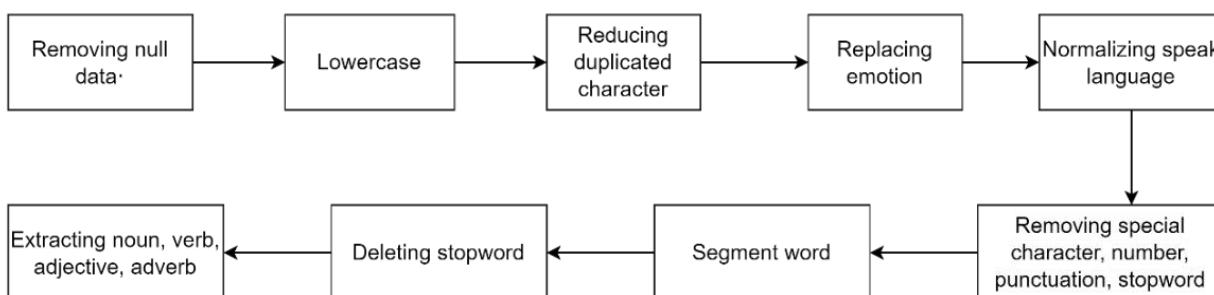 Removing null
data·
Lowercase
Reducing
duplicated
character
Replacing
emotion
Normalizing speak
language
Removing special
character, number,
punctuation, stopword
Segment word
Deleting stopword
Extracting noun, verb,
adjective, adverb